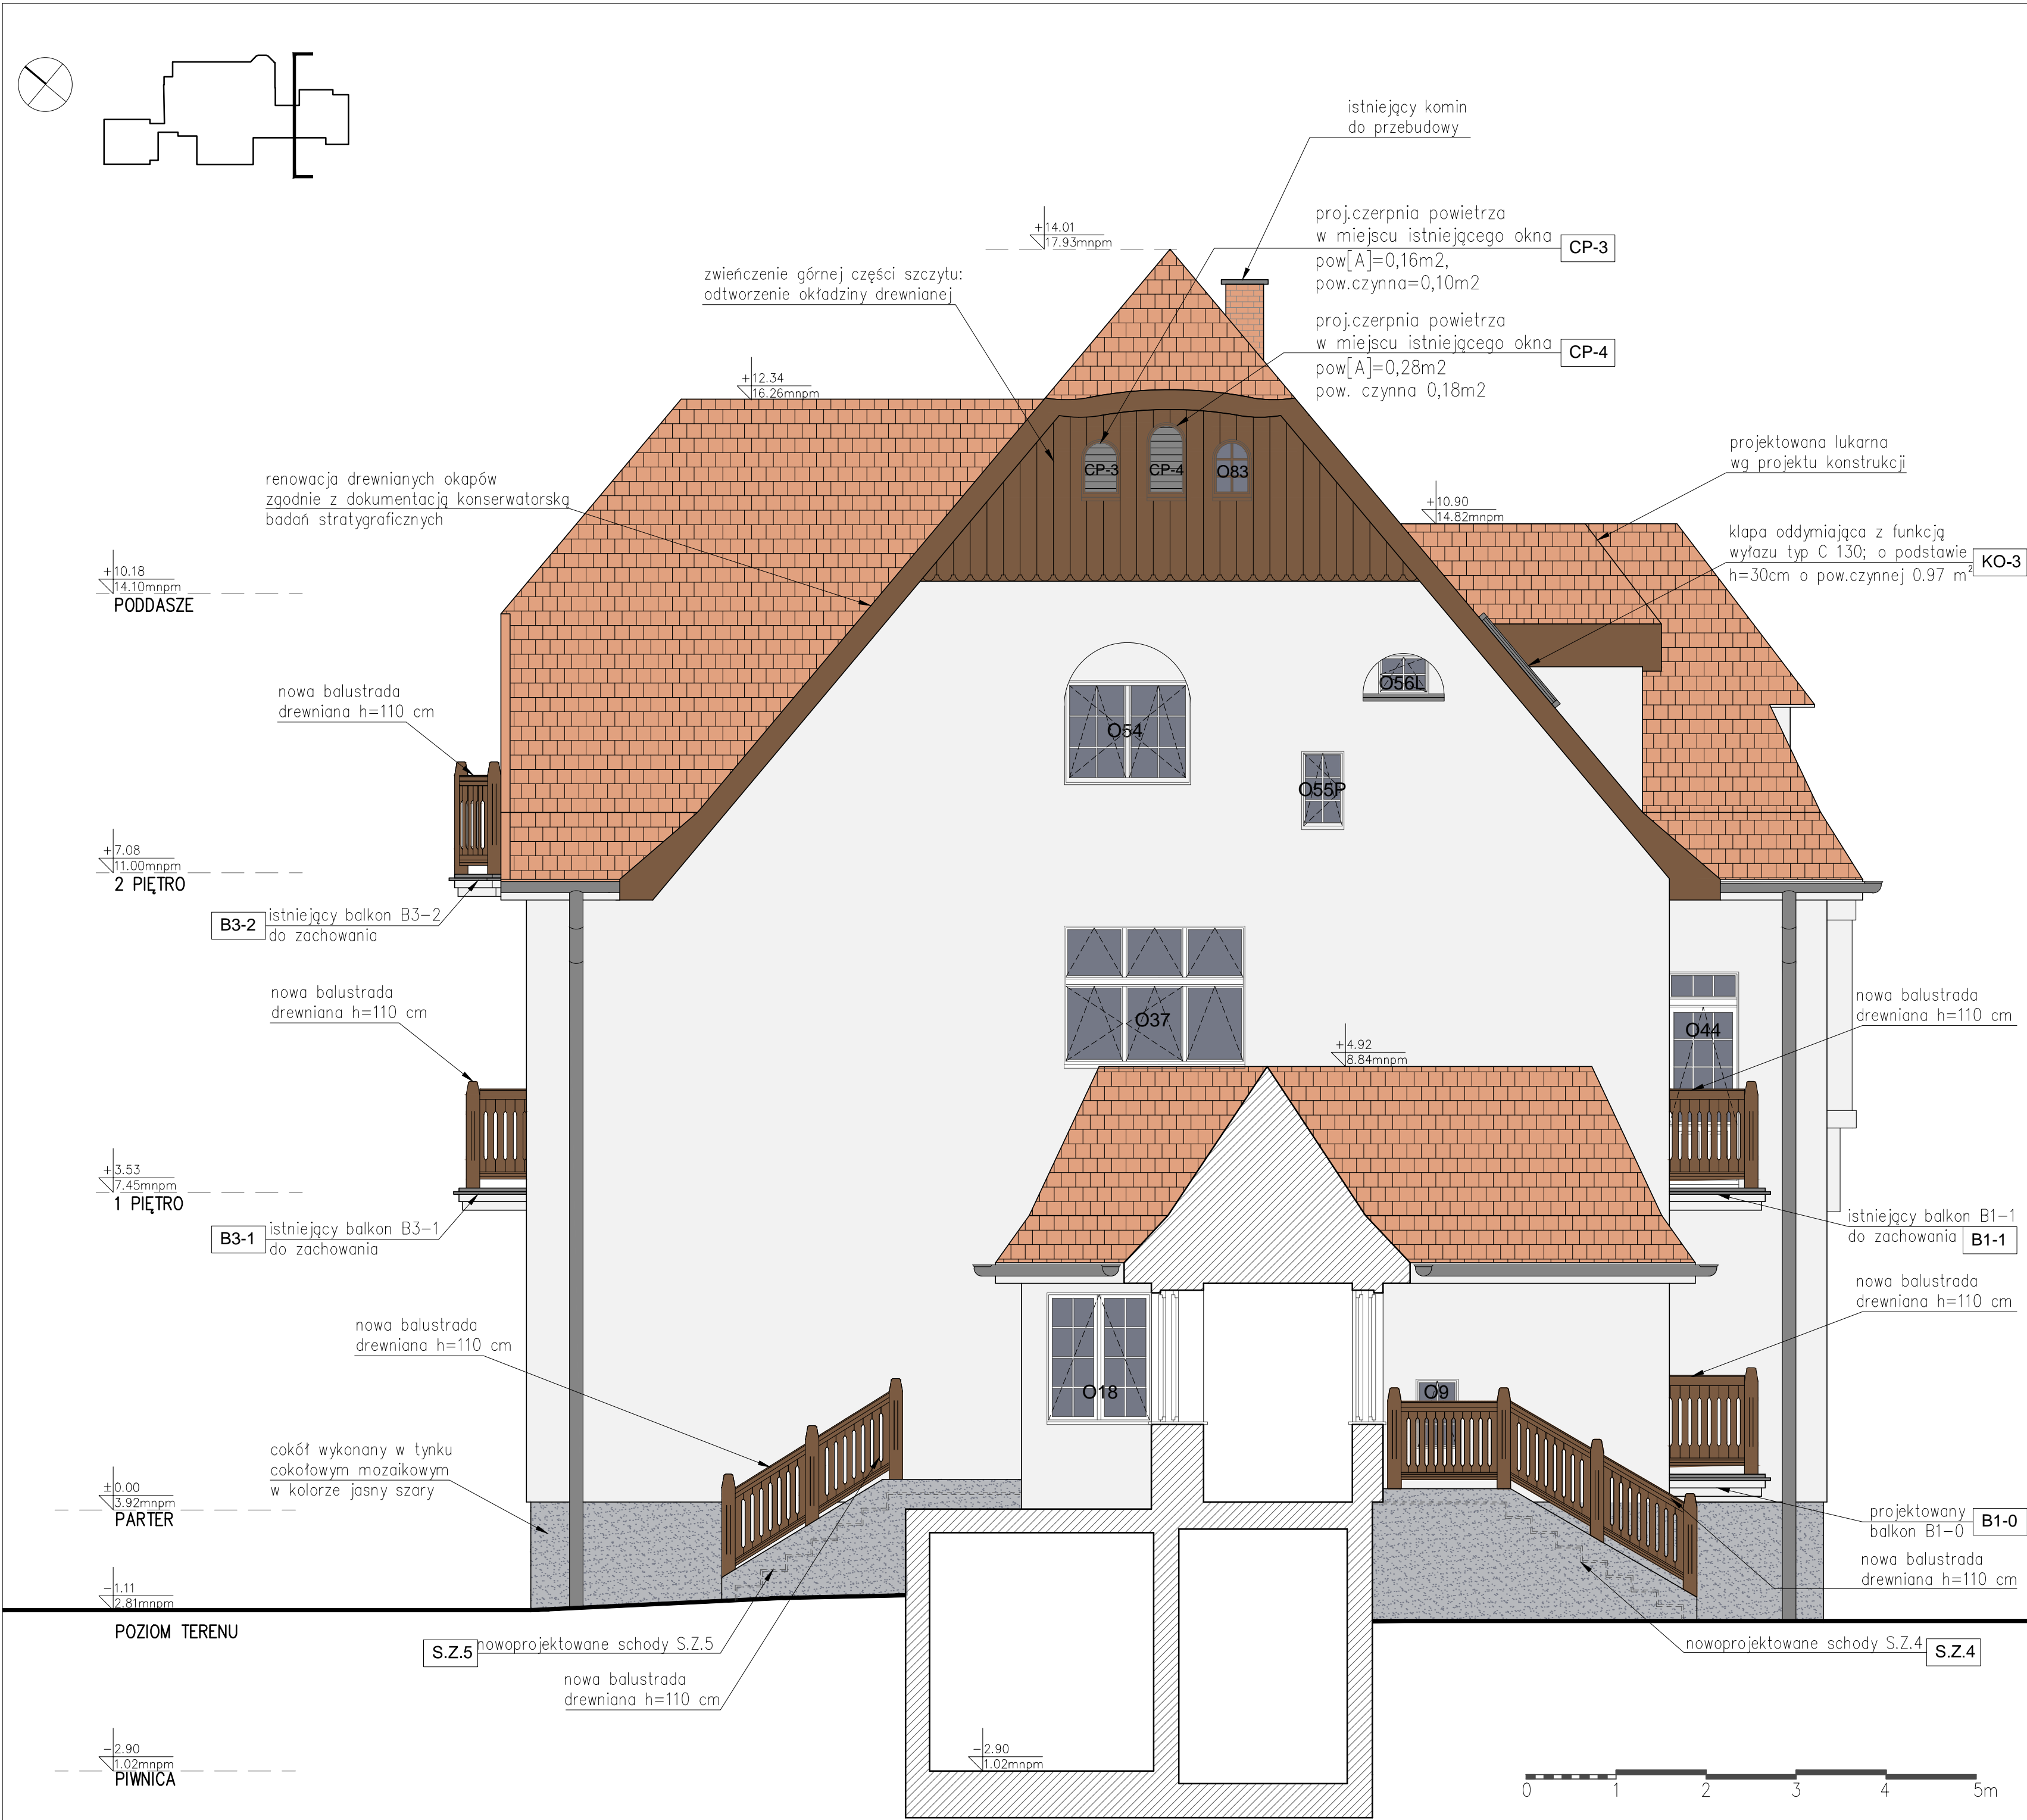 istniejący komin
do przebudowy
+14.01
17.93mnpm
proj.czerpnia powietrza
w miejscu istniejącego okna
CP-3
pow[A]=0,16m2,
pow.czynna=0,10m2
zwieńczenie górnej części szczytu:
odtworzenie okładziny drewnianej
proj.czerpnia powietrza
w miejscu istniejącego okna
CP-4
pow[A]=0,28m2
pow. czynna 0,18m2
+12.34
16.26mnpm
projektowana lukarna
wg projektu konstrukcji
CP-3
CP-4
O83
renowacja drewnianych okapów
zgodnie z dokumentacją konserwatorską
badań stratygraficznych
+10.90
14.82mnpm
klapa oddymiająca z funkcją
wyłazu typ C 130; o podstawie
h=30cm o pow.czynnej 0.97 m²
KO-3
+10.18
14.10mnpm
PODDASZE
nowa balustrada
drewniana h=110 cm
O56L
O54
O55P
+7.08
11.00mnpm
2 PIĘTRO
B3-2
istniejący balkon B3-2
do zachowania
nowa balustrada
drewniana h=110 cm
O37
O44
nowa balustrada
drewniana h=110 cm
+4.92
8.84mnpm
+3.53
7.45mnpm
1 PIĘTRO
B3-1
istniejący balkon B3-1
do zachowania
istniejący balkon B1-1
do zachowania
B1-1
nowa balustrada
drewniana h=110 cm
nowa balustrada
drewniana h=110 cm
O18
O9
cokół wykonany w tynku
cokołowym mozaikowym
w kolorze jasny szary
±0.00
3.92mnpm
PARTER
projektowany
balkon B1-0
B1-0
nowa balustrada
drewniana h=110 cm
-1.11
2.81mnpm
POZIOM TERENU
S.Z.5
nowoprojektowane schody S.Z.5
nowoprojektowane schody S.Z.4
S.Z.4
nowa balustrada
drewniana h=110 cm
-2.90
1.02mnpm
PIWNICA
-2.90
1.02mnpm
0 1 2 3 4 5m